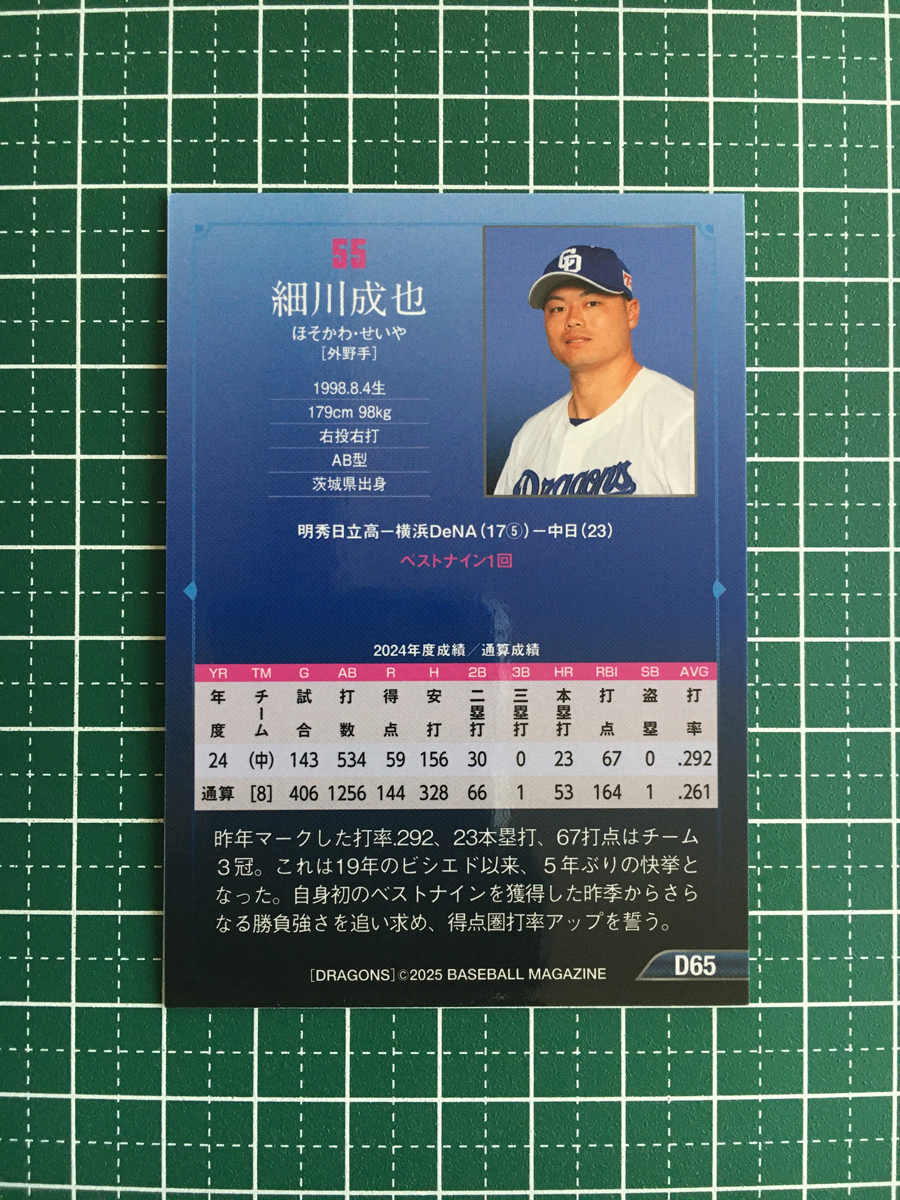 55
細川成也
ほそかわ・せいや
[外野手]
1998.8.4生
179cm 98kg
右投右打
AB型
茨城県出身
CD
Dragons
明秀日立高－横浜DeNA(17⑤)－中日(23)
ベストナイン1回
2024年度成績／通算成績
YR TM G AB R H 2B 3B HR RBI SB AVG
年度 チーム 試合 打数 得点 安打 二塁打 三塁打 本塁打 打点 盗塁 打率
24 (中) 143 534 59 156 30 0 23 67 0 .292
通算 [8] 406 1256 144 328 66 1 53 164 1 .261
昨年マークした打率.292、23本塁打、67打点はチーム
３冠。これは19年のビシエド以来、５年ぶりの快挙と
なった。自身初のベストナインを獲得した昨季からさら
なる勝負強さを追い求め、得点圏打率アップを誓う。
D65
[DRAGONS]©2025 BASEBALL MAGAZINE